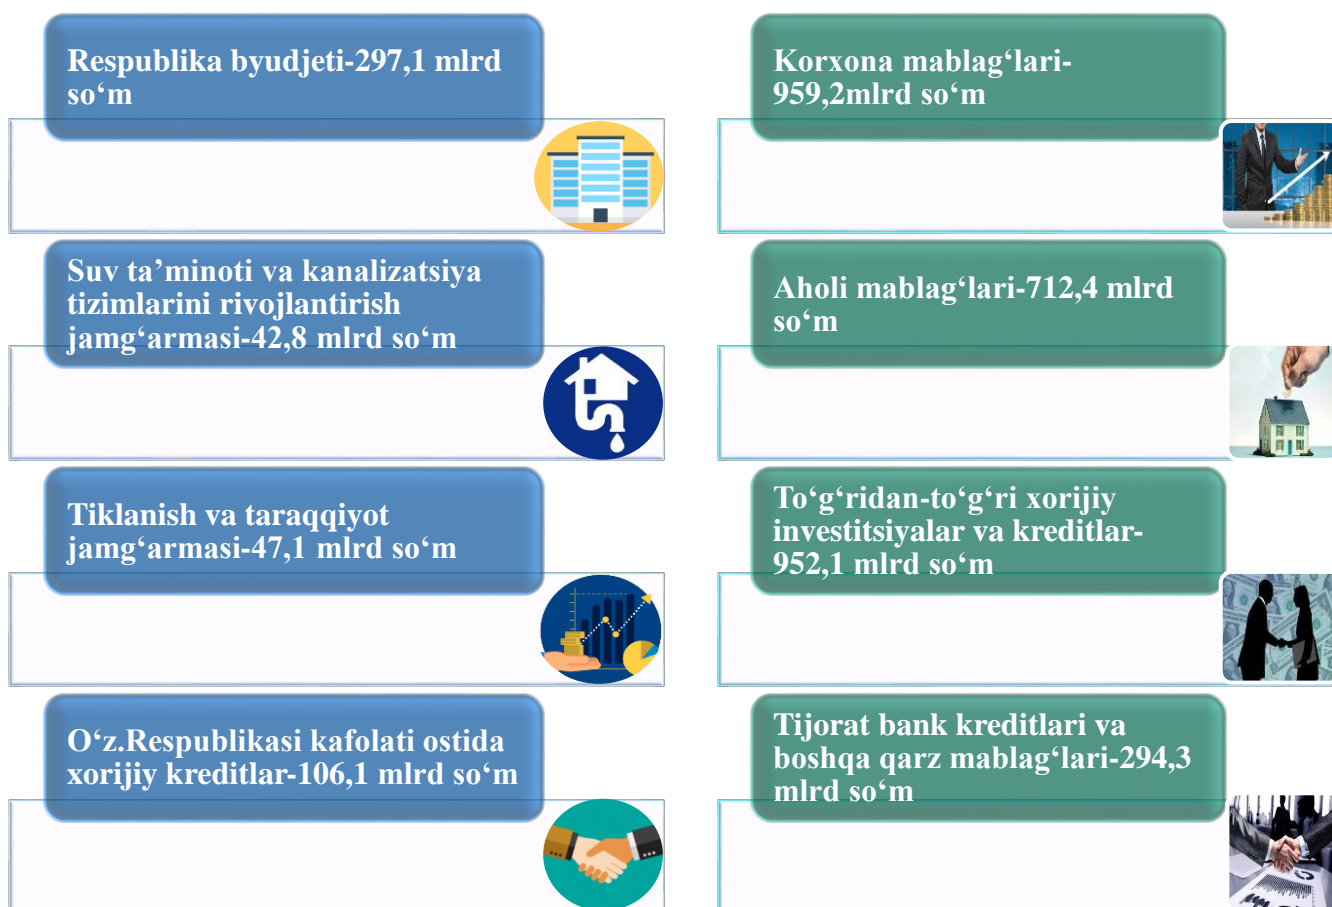 Respublika byudjeti-297,1 mlrd
so‘m
Suv ta’minoti va kanalizatsiya
tizimlarini rivojlantirish
jamg‘armasi-42,8 mlrd so‘m
Tiklanish va taraqqiyot
jamg‘armasi-47,1 mlrd so‘m
O‘z.Respublikasi kafolati ostida
xorijiy kreditlar-106,1 mlrd so‘m
Korxona mablag‘lari-
959,2mlrd so‘m
Aholi mablag‘lari-712,4 mlrd
so‘m
To‘g‘ridan-to‘g‘ri xorijiy
investitsiyalar va kreditlar-
952,1 mlrd so‘m
Tijorat bank kreditlari va
boshqa qarz mablag‘lari-294,3
mlrd so‘m